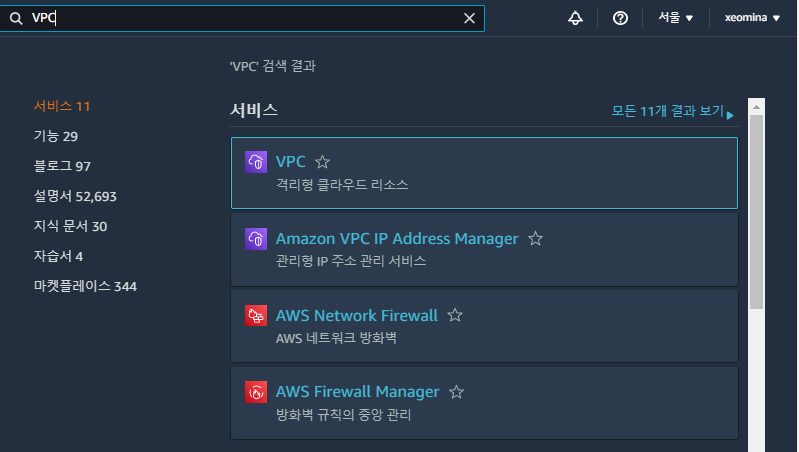 VPC
서울 ▼
xeomina ▼
'VPC' 검색 결과
서비스 11
기능 29
블로그 97
설명서 52,693
지식 문서 30
자습서 4
마켓플레이스 344
서비스
모든 11개 결과 보기 ▶
VPC
격리형 클라우드 리소스
Amazon VPC IP Address Manager
관리형 IP 주소 관리 서비스
AWS Network Firewall
AWS 네트워크 방화벽
AWS Firewall Manager
방화벽 규칙의 중앙 관리